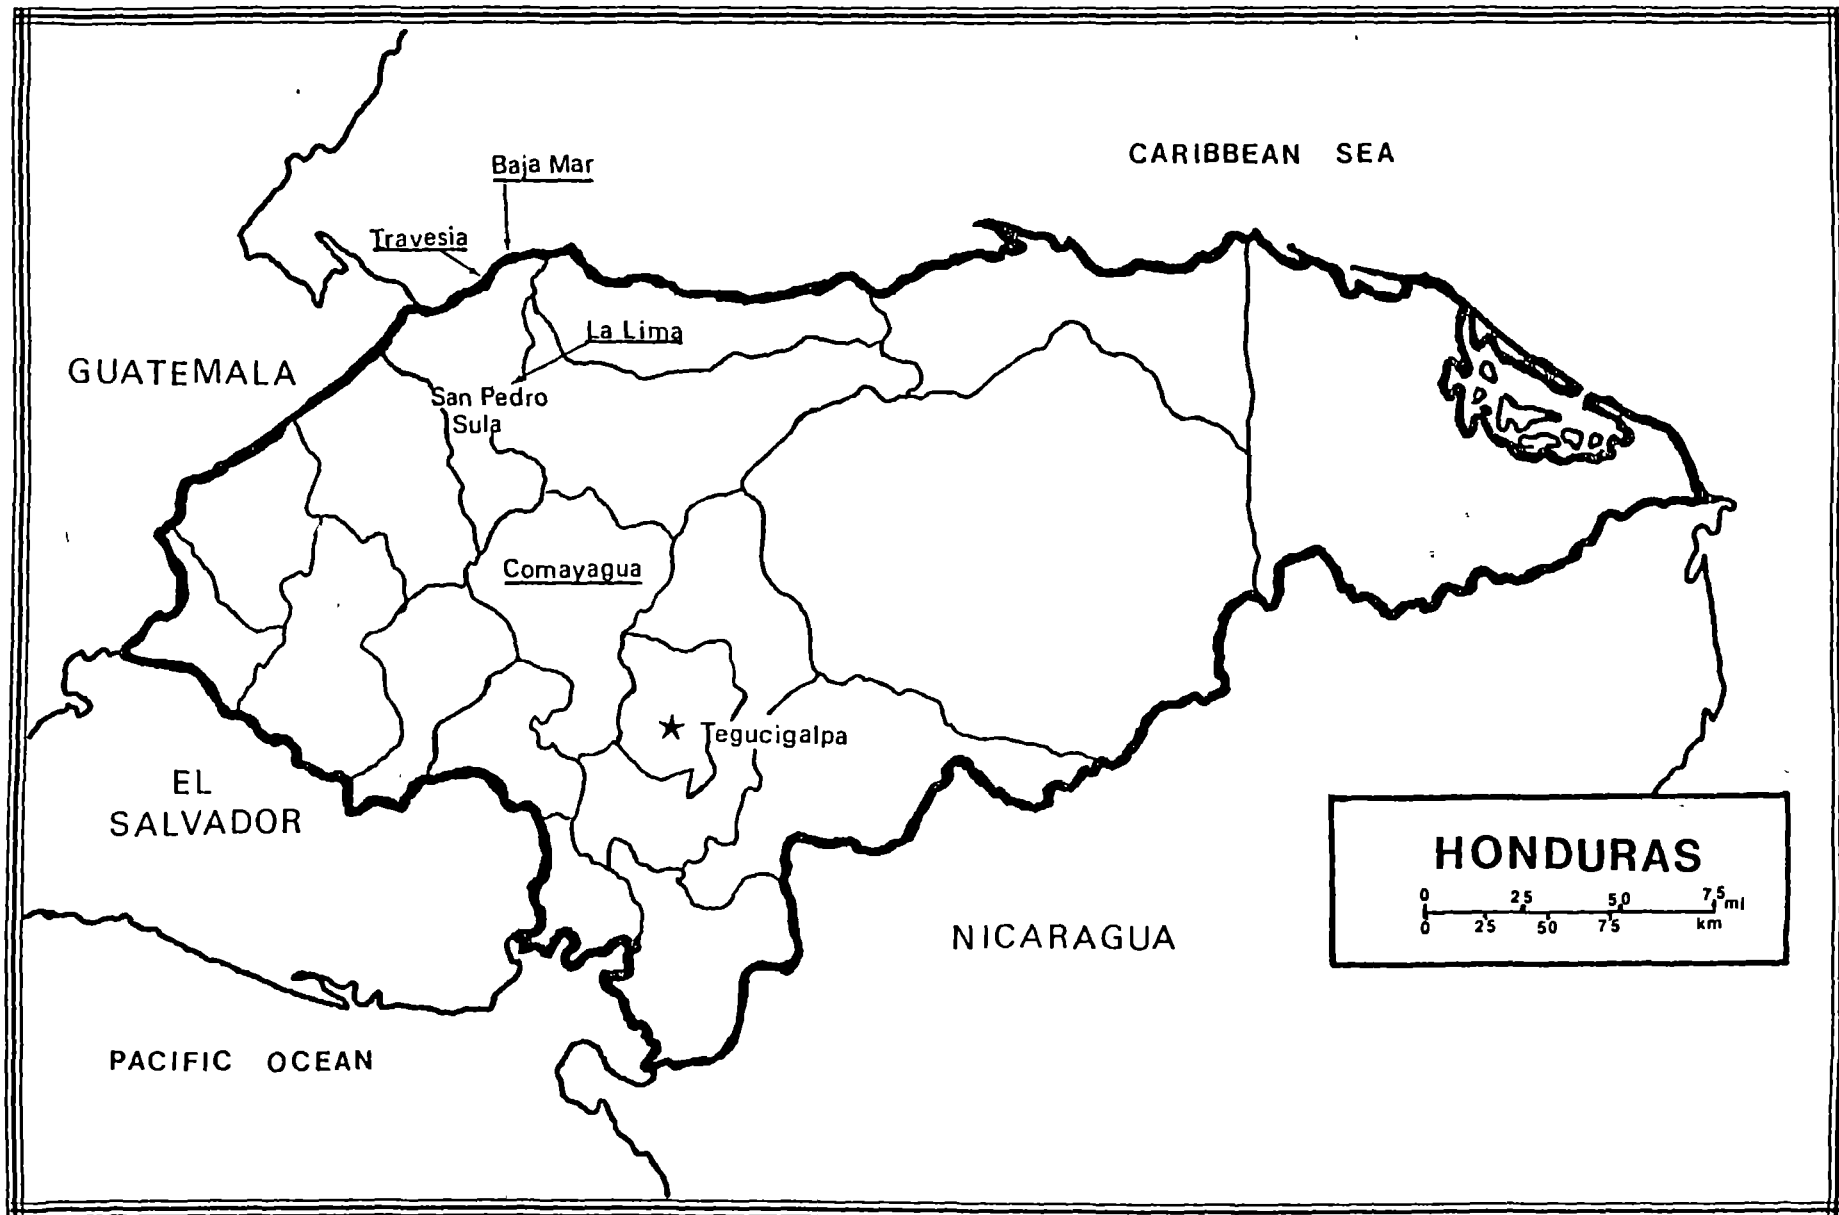 CARIBBEAN SEA
Baja Mar
Travesia
La Lima
GUATEMALA
San Pedro
Sula
Comayagua
Tegucigalpa
EL
SALVADOR
HONDURAS
0 25 50 75 mi
0 25 50 75 km
NICARAGUA
PACIFIC OCEAN